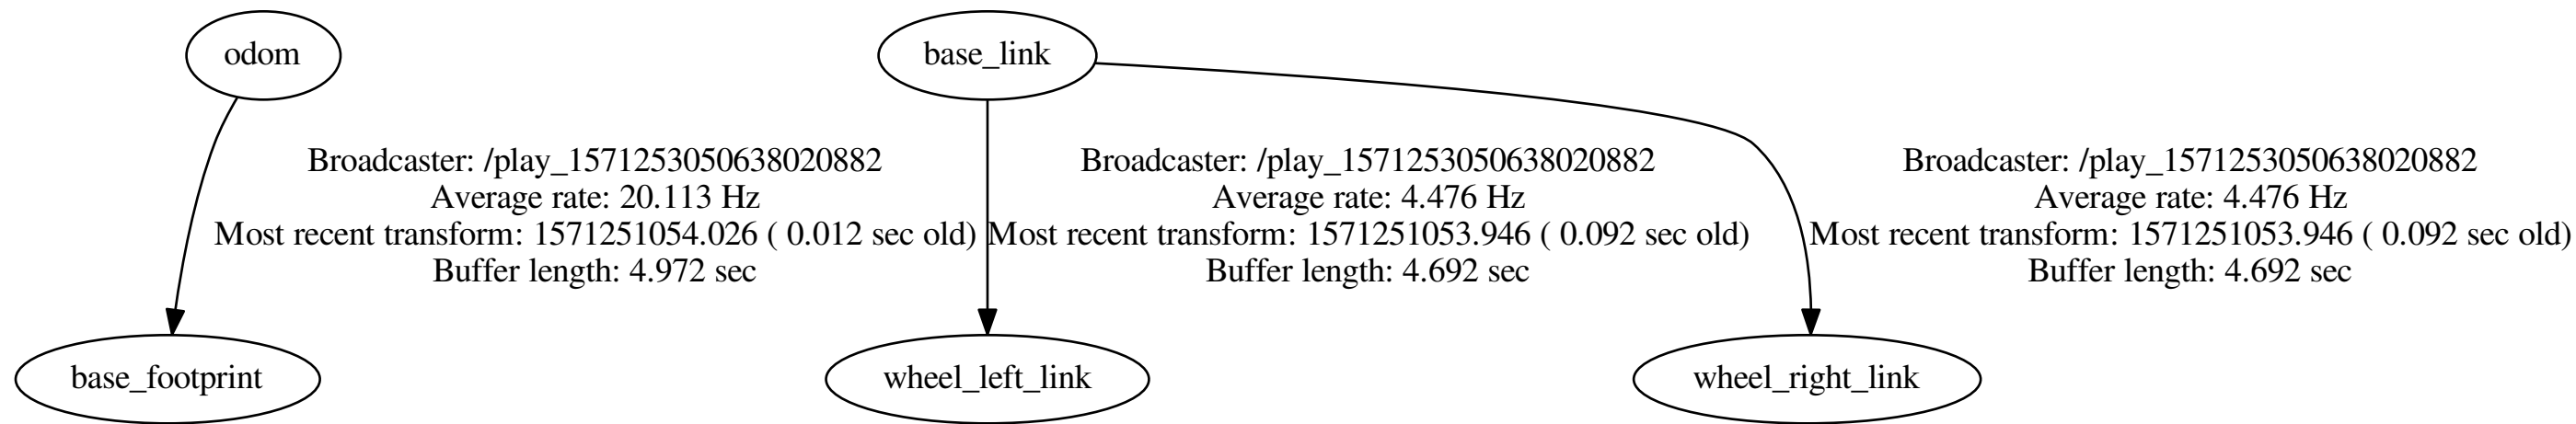 odom
base_link
Broadcaster: /play_1571253050638020882
Average rate: 20.113 Hz
Most recent transform: 1571251054.026 ( 0.012 sec old)
Buffer length: 4.972 sec
Broadcaster: /play_1571253050638020882
Average rate: 4.476 Hz
Most recent transform: 1571251053.946 ( 0.092 sec old)
Buffer length: 4.692 sec
Broadcaster: /play_1571253050638020882
Average rate: 4.476 Hz
Most recent transform: 1571251053.946 ( 0.092 sec old)
Buffer length: 4.692 sec
base_footprint
wheel_left_link
wheel_right_link